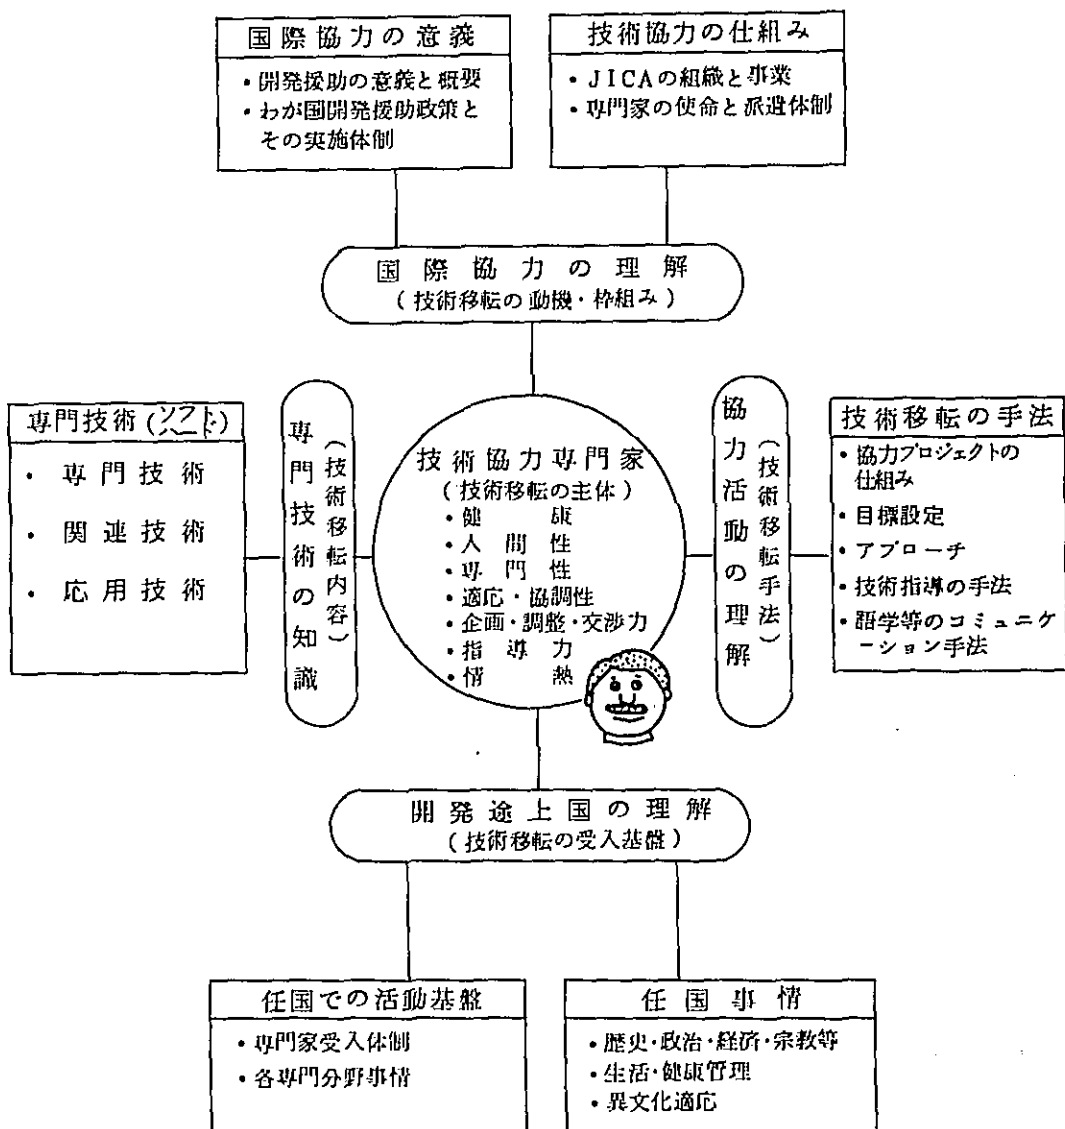 国際協力の意義
・開発援助の意義と概要
・わが国開発援助政策と
その実施体制
技術協力の仕組み
・JICAの組織と事業
・専門家の使命と派遣体制
国際協力の理解
(技術移転の動機・枠組み)
専門技術(ソフト
ハード)
・専門技術
・関連技術
・応用技術
専門技術の知識
(技術移転内容)
技術協力専門家
(技術移転の主体)
・健康
・人間性
・専門性
・適応・協調性
・企画・調整・交渉力
・指導力
・情熱
協力活動の理解
(技術移転手法)
技術移転の手法
・協力プロジェクトの
仕組み
・目標設定
・アプローチ
・技術指導の手法
・語学等のコミュニケ
ーション手法
開発途上国の理解
(技術移転の受入基盤)
任国での活動基盤
・専門家受入体制
・各専門分野事情
任国事情
・歴史・政治・経済・宗教等
・生活・健康管理
・異文化適応